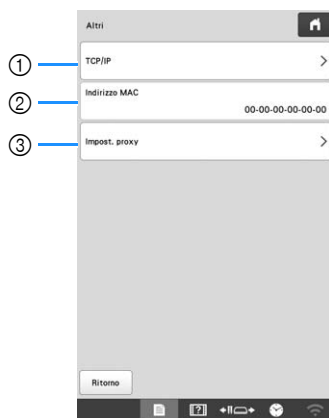 Altri
① TCP/IP
② Indirizzo MAC
00-00-00-00-00-00
③ Impost. proxy
Ritorno